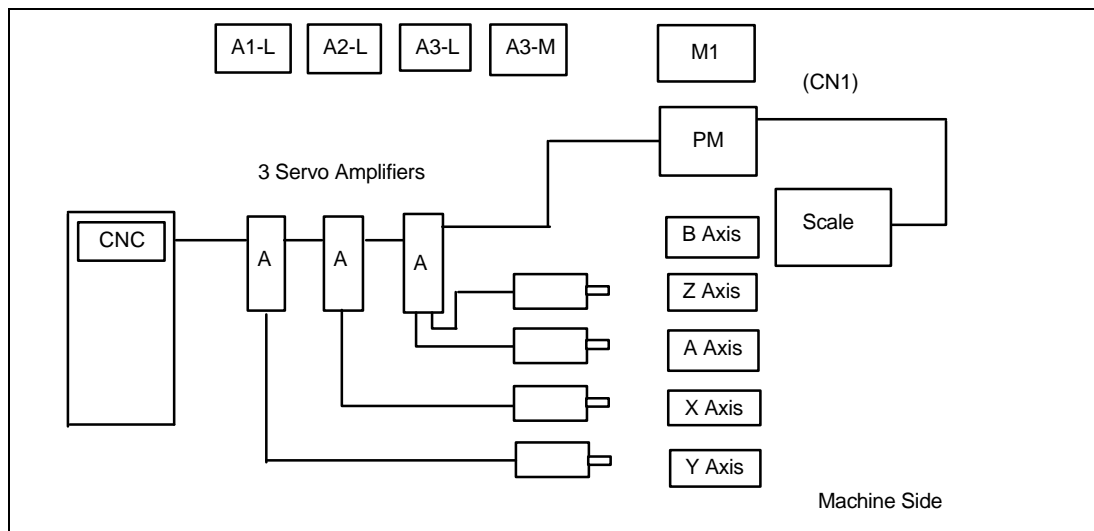 A1-L A2-L A3-L A3-M M1
(CN1)
PM
3 Servo Amplifiers
CNC A A A B Axis Scale
Z Axis
A Axis
X Axis
Y Axis
Machine Side